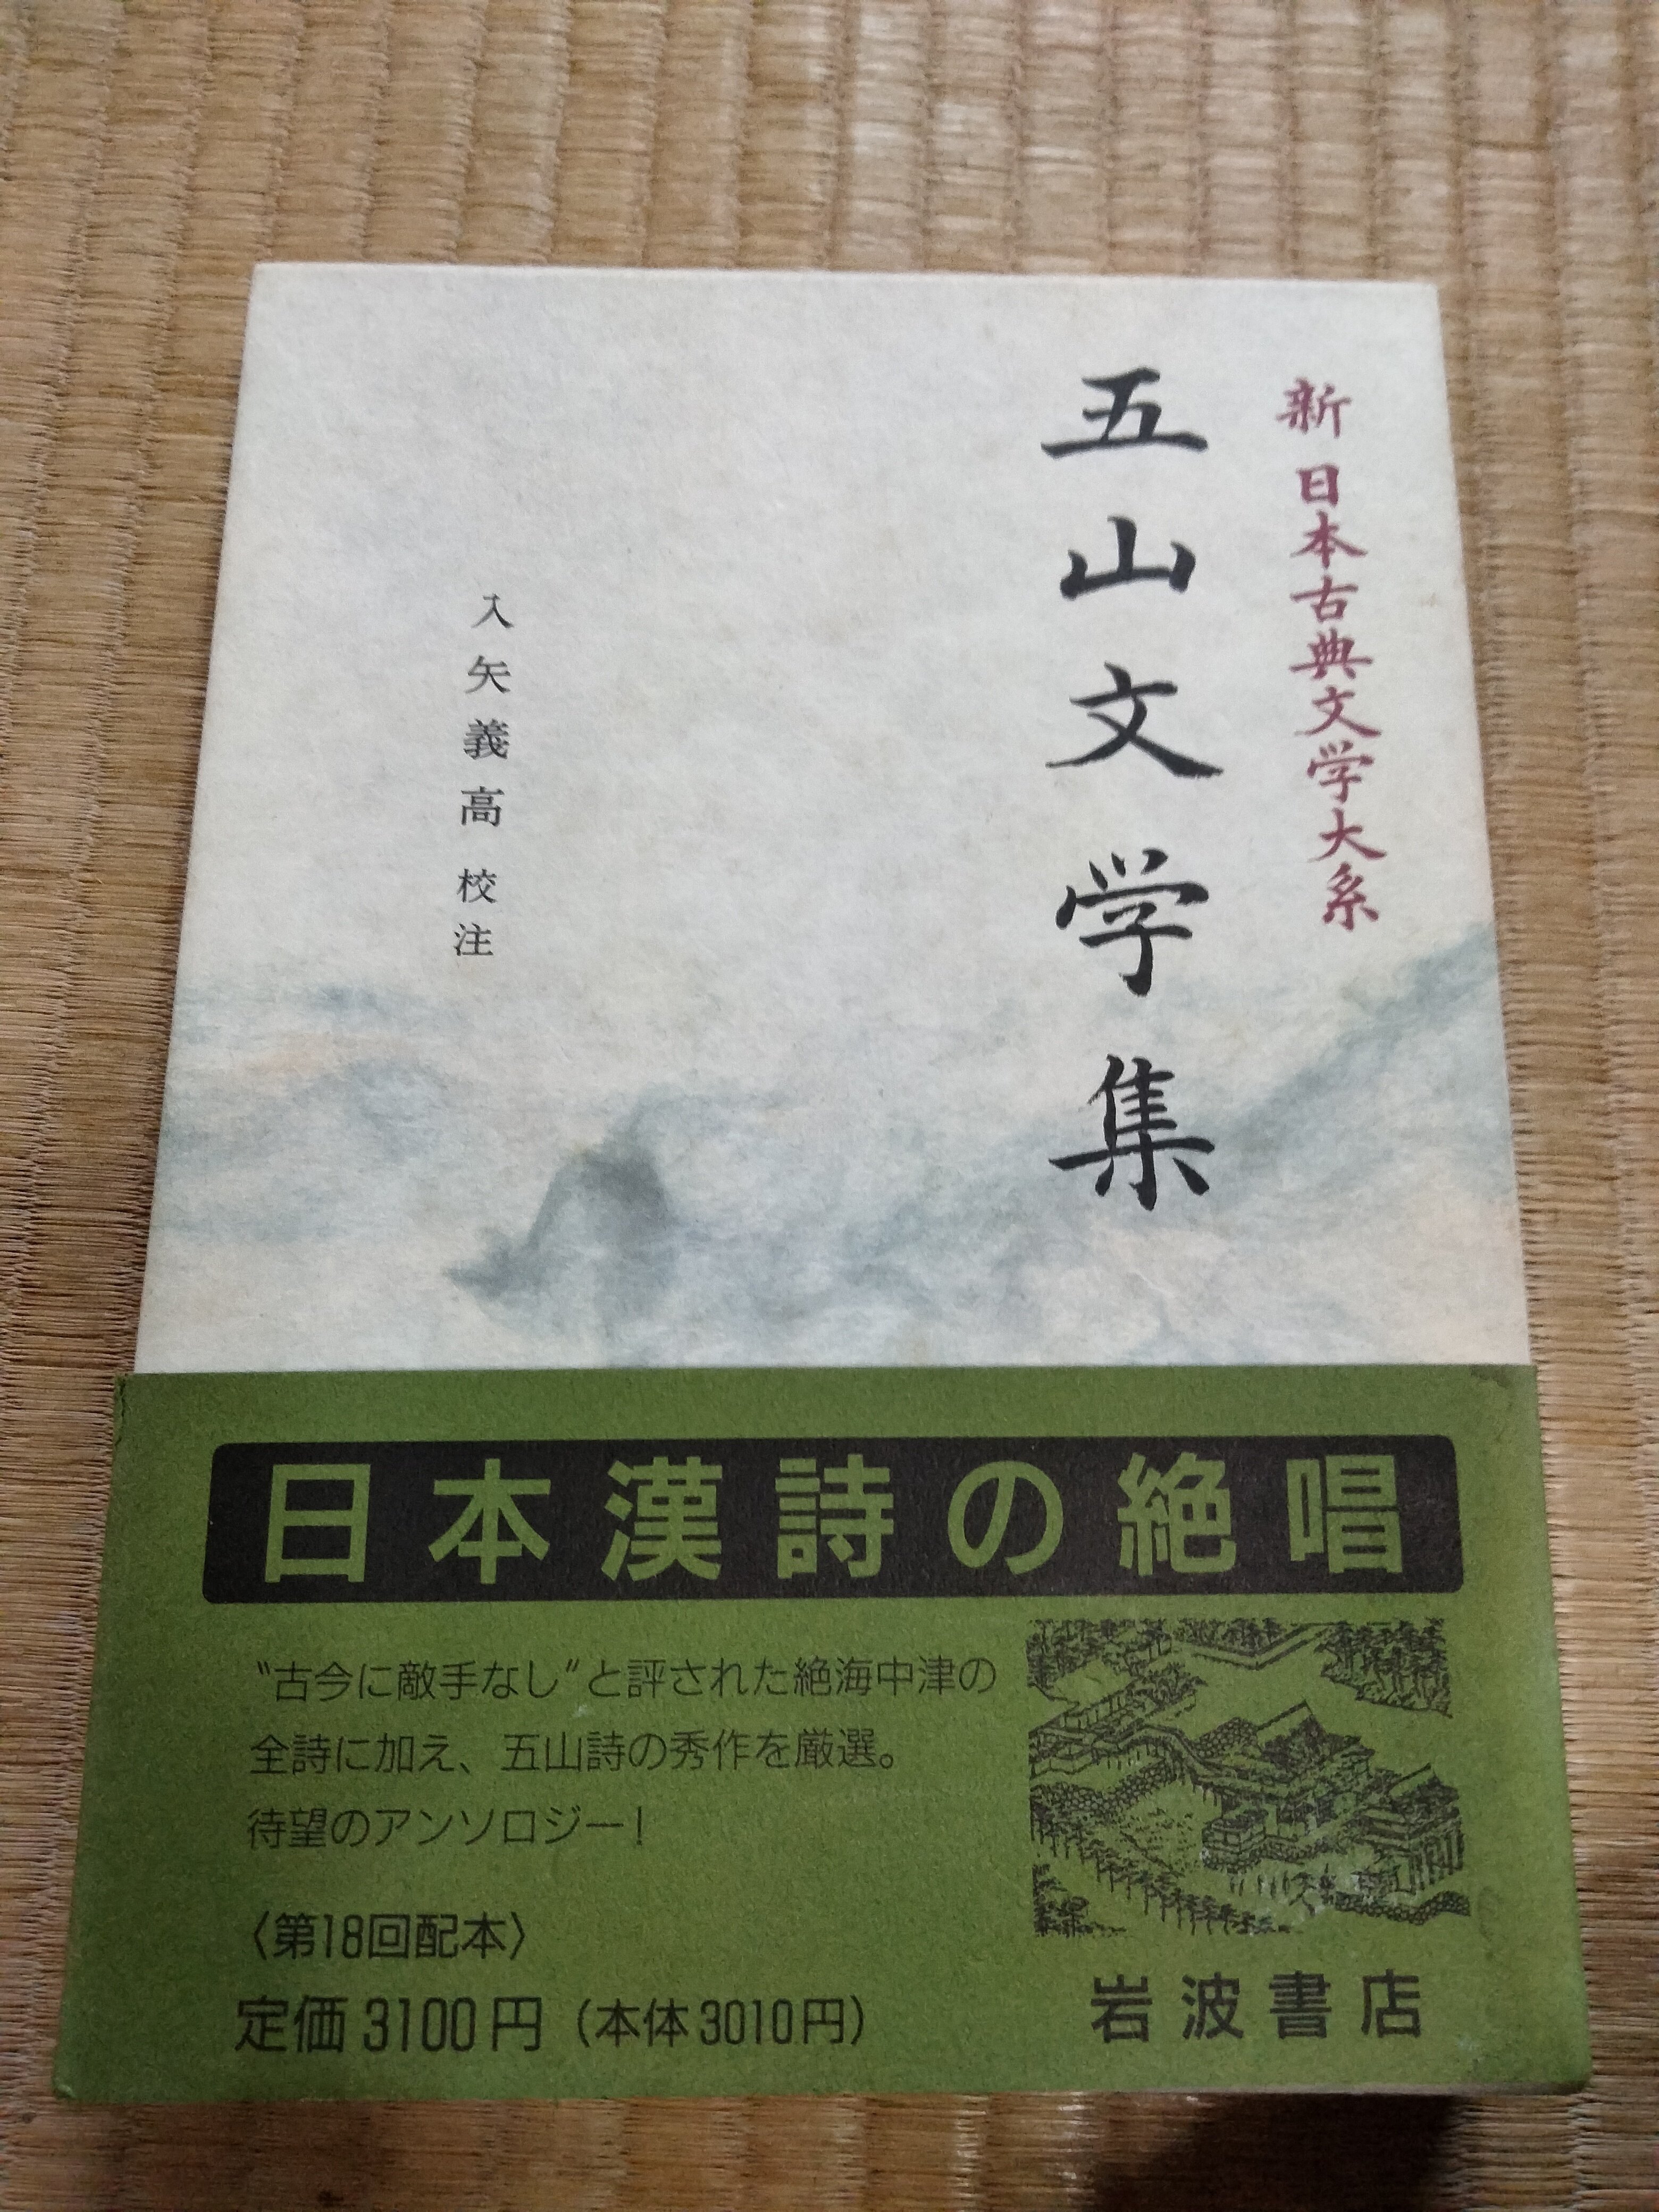 新 日本古典文学大系
五山文学集
入矢義高 校注
日本漢詩の絶唱
"古今に敵手なし"と評された絶海中津の
全詩に加え、五山詩の秀作を厳選。
待望のアンソロジー！
〈第18回配本〉
定価3100円（本体3010円）
岩波書店